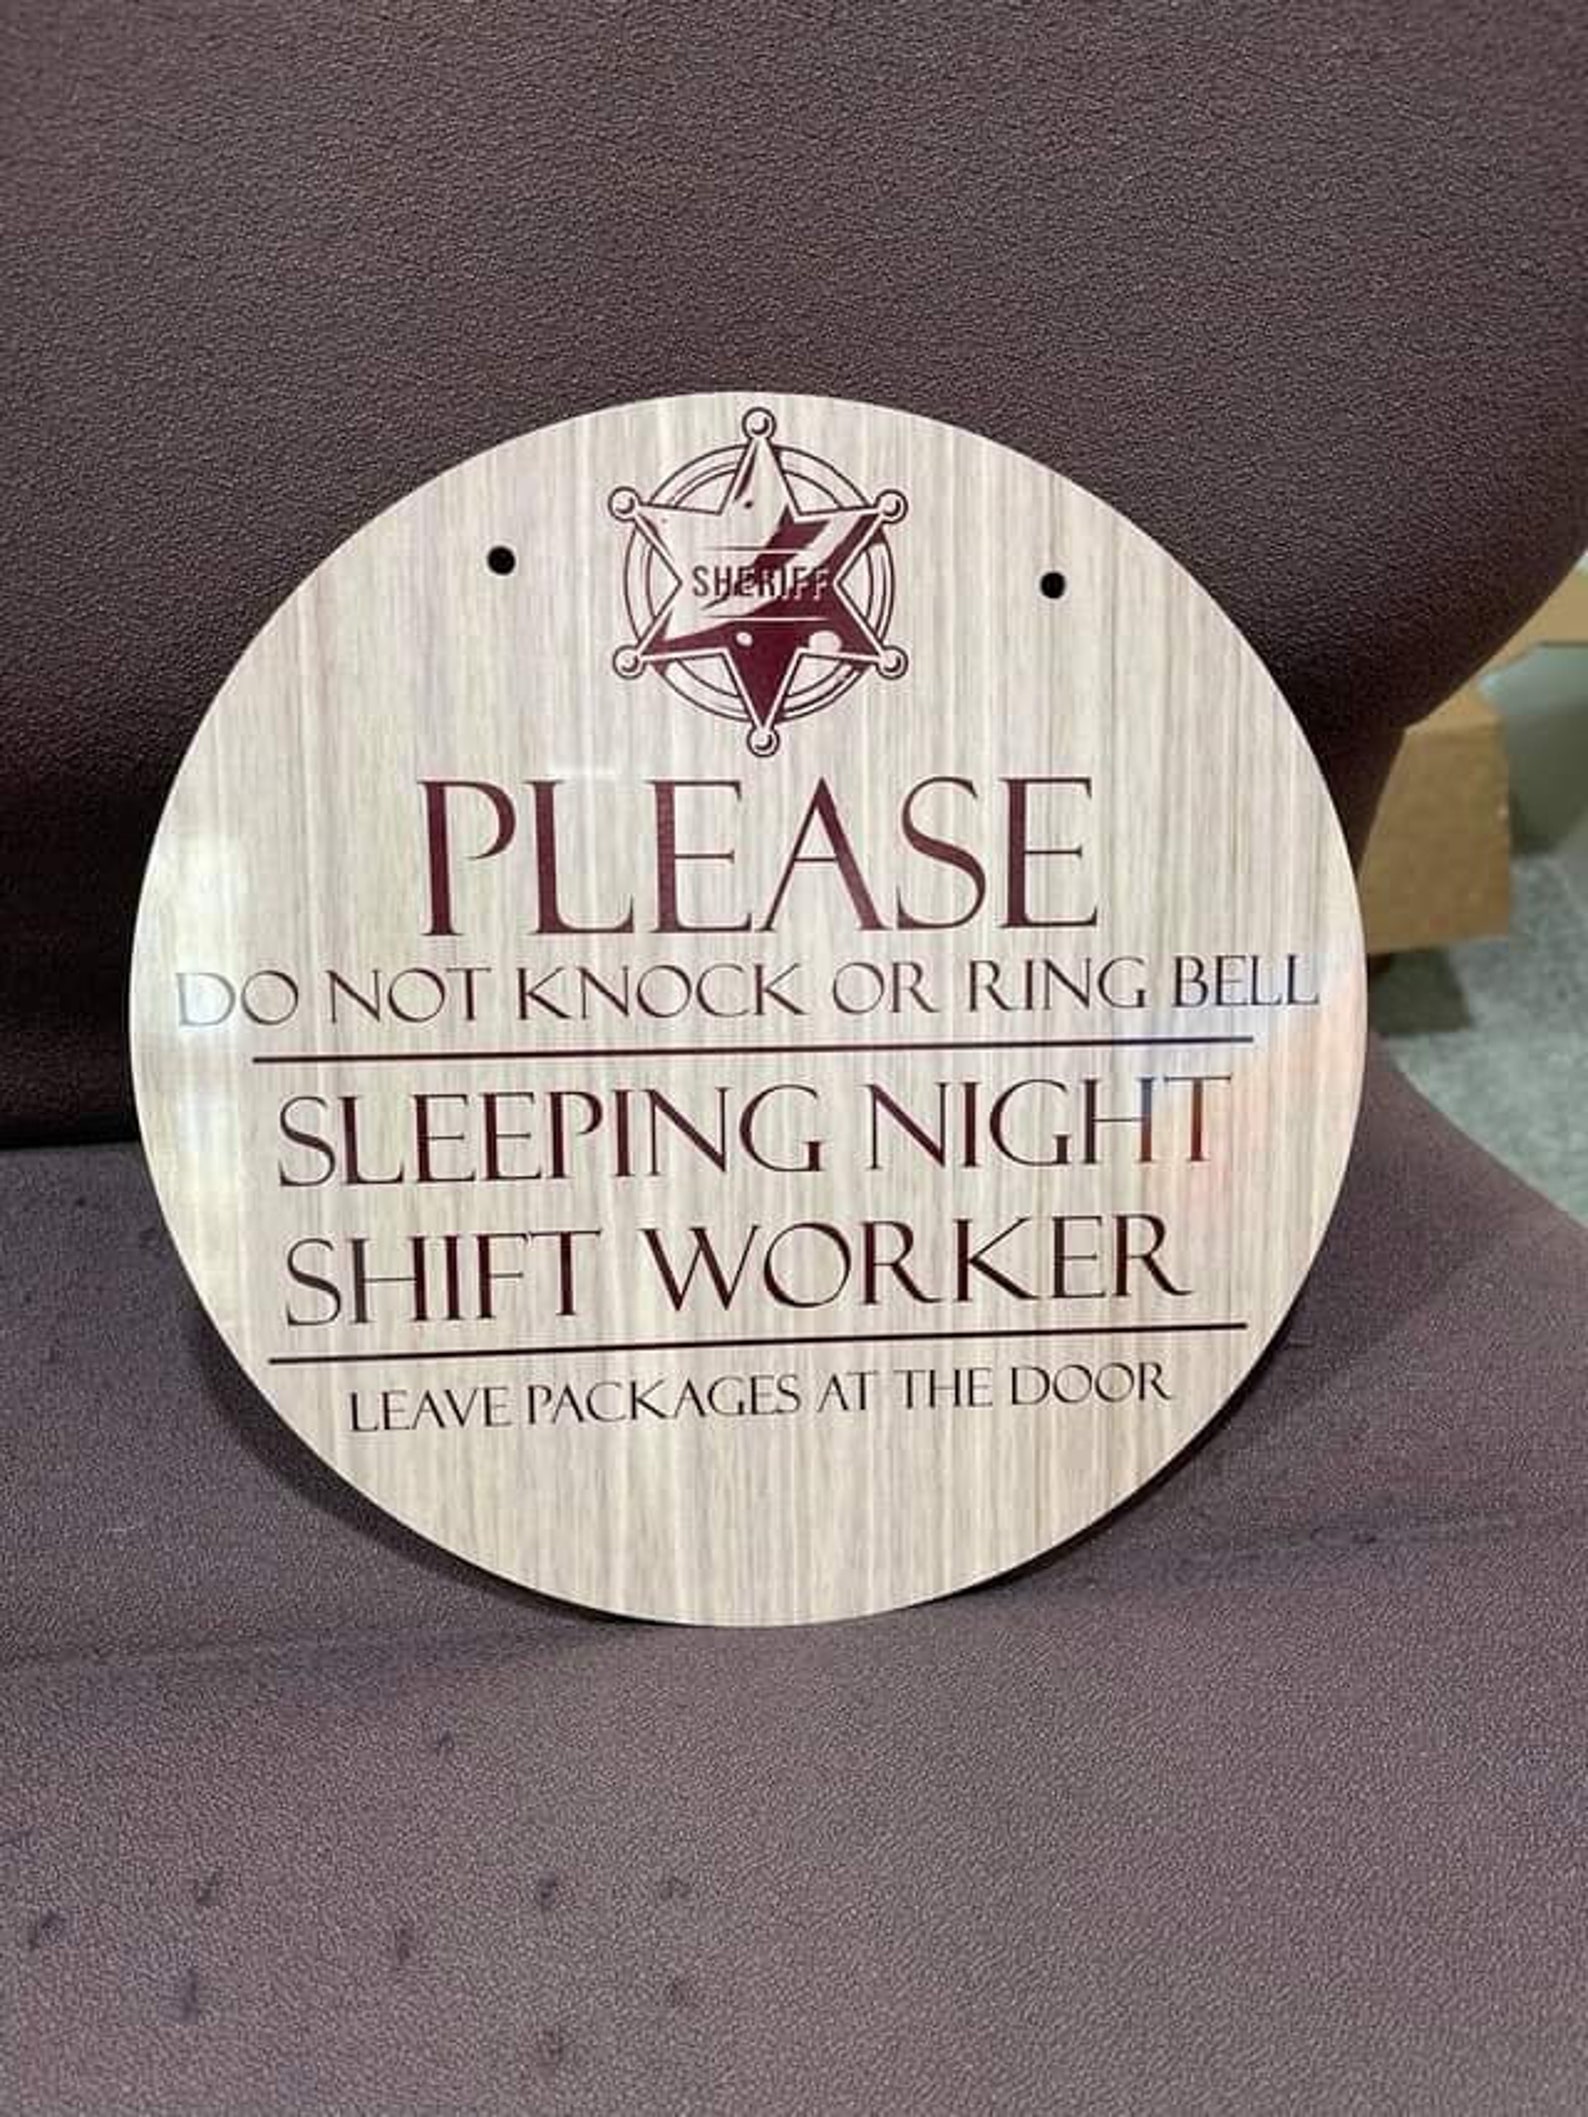 SHERIFF
PLEASE
DO NOT KNOCK OR RING BELL
SLEEPING NIGHT
SHIFT WORKER
LEAVE PACKAGES AT THE DOOR